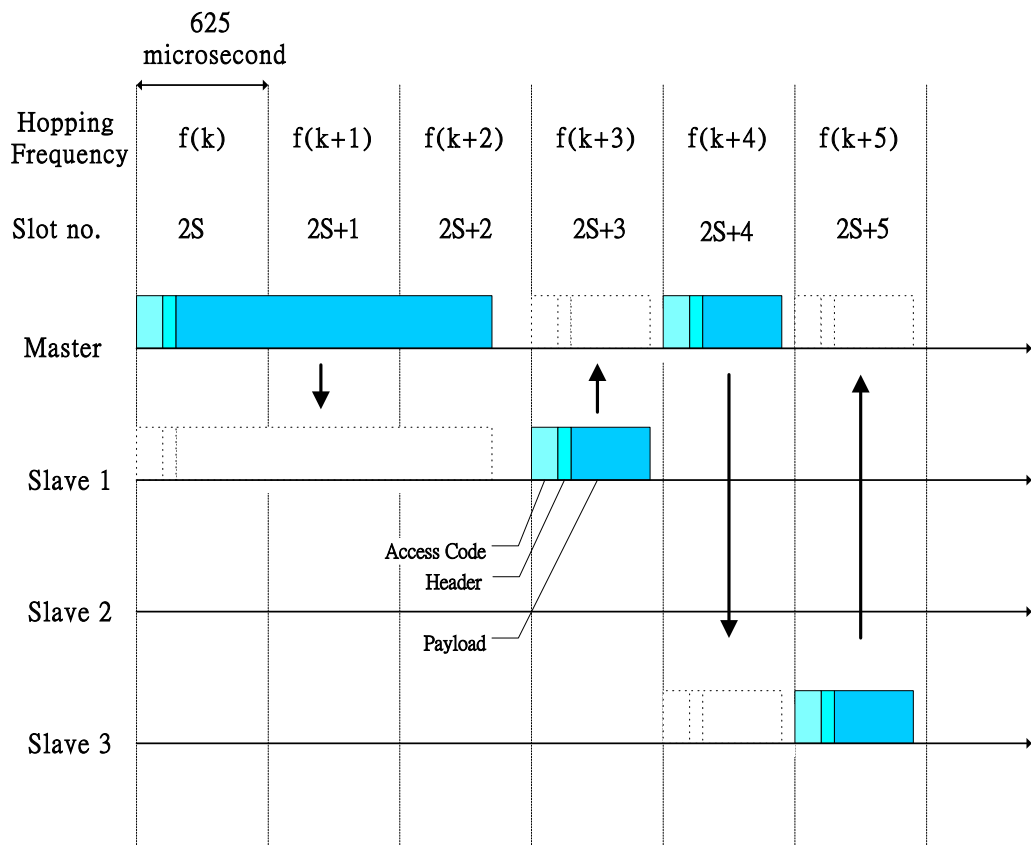 625
microsecond
Hopping
Frequency
f(k) f(k+1) f(k+2) f(k+3) f(k+4) f(k+5)
Slot no. 2S 2S+1 2S+2 2S+3 2S+4 2S+5
Master
Slave 1
Access Code
Header
Slave 2
Payload
Slave 3